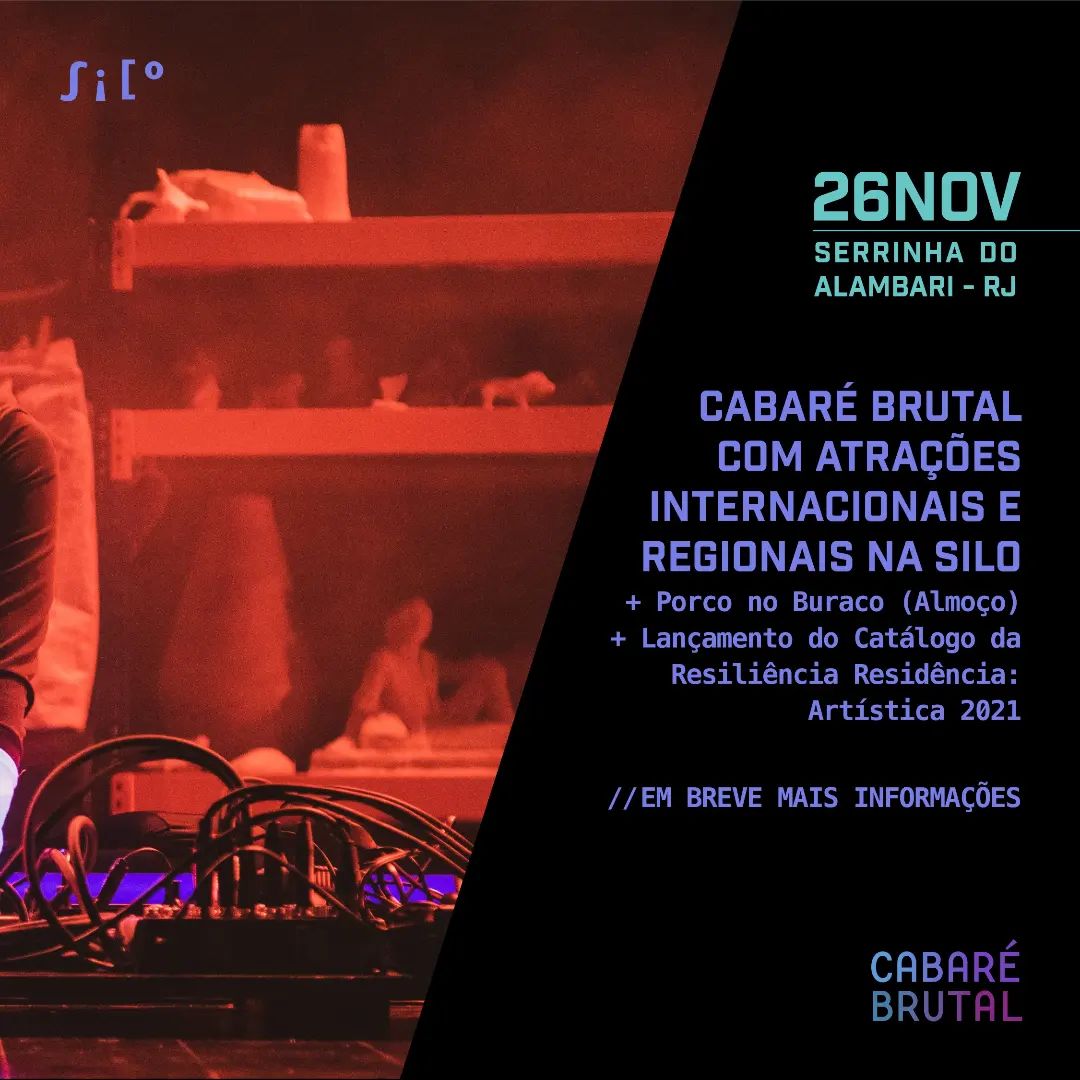 SiLo
26NOV
SERRINHA DO
ALAMBARI - RJ
CABARÉ BRUTAL
COM ATRAÇÕES
INTERNACIONAIS E
REGIONAIS NA SILO
+ Porco no Buraco (Almoço)
+ Lançamento do Catálogo da
Resiliência Residência:
Artística 2021
//EM BREVE MAIS INFORMAÇÕES
CABARÉ
BRUTAL